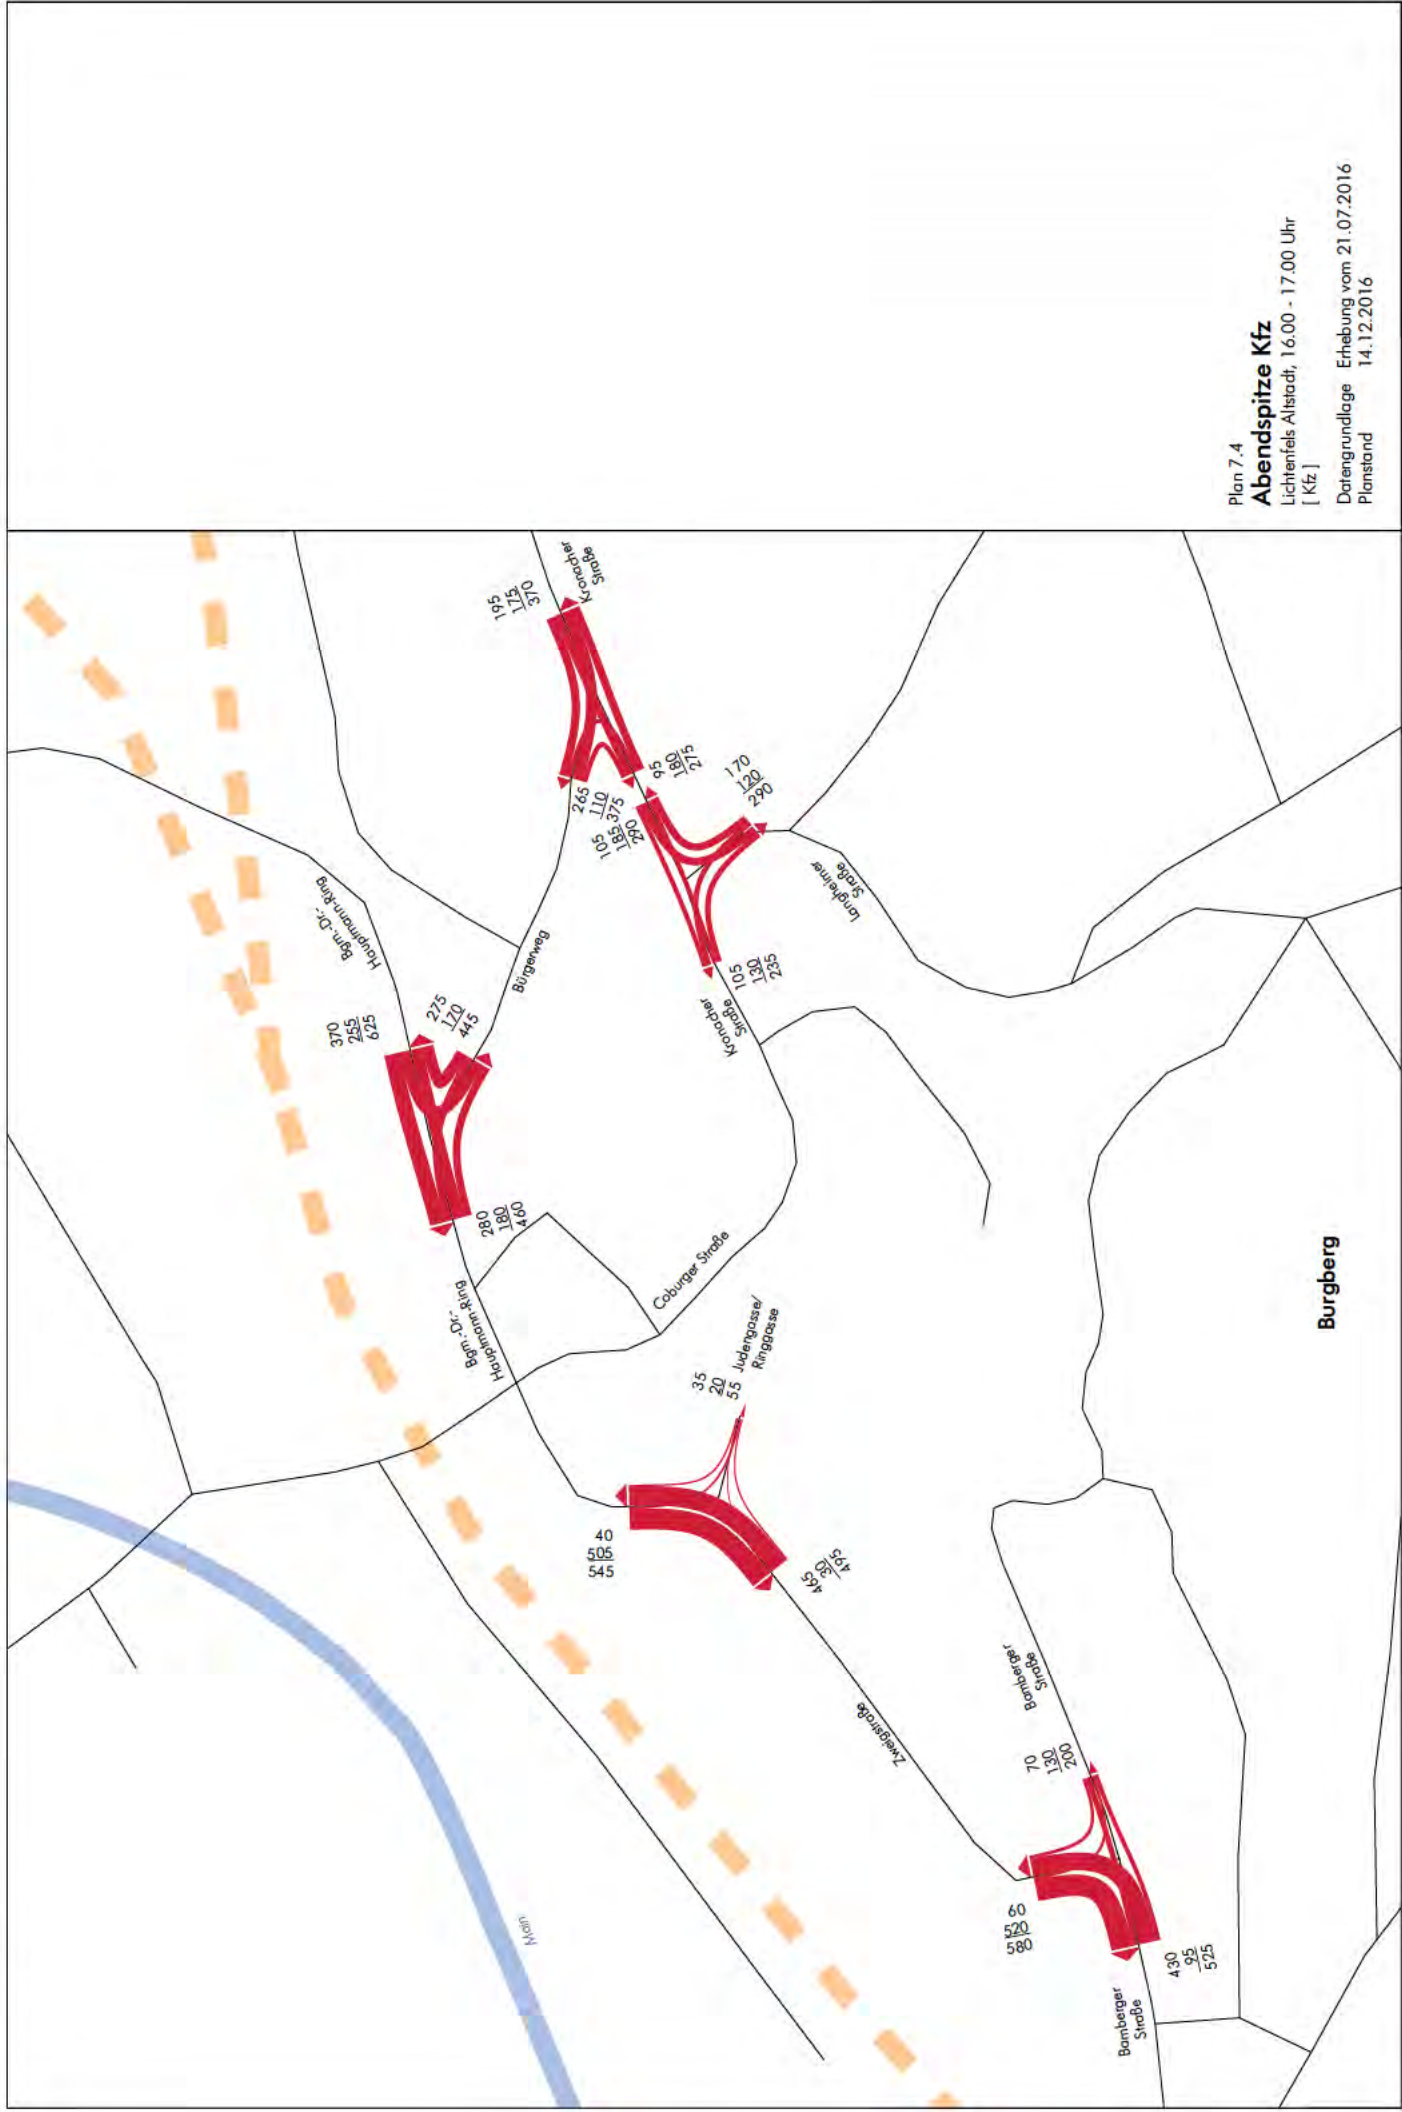 Plan 7.4
Abendspitze Kfz
Lichtenfels Altstadt, 16.00 - 17.00 Uhr
[ Kfz ]
Datengrundlage Erhebung vom 21.07.2016
Planstand 14.12.2016
Kronacher
Straße
195
175
370
265
110
375
95
180
275
105
185
290
170
120
290
105
130
235
Langheimer
Straße
Kronacher
Straße
Bgm.-Dr.-
Hauptmann-Ring
Bürgerweg
370
255
625
275
170
445
280
180
460
Bgm.-Dr.-
Hauptmann-Ring
Coburger Straße
Judengasse/
Ringgasse
35
20
55
40
505
545
465
30
495
Zweigstraße
Bamberger
Straße
70
130
200
60
520
580
430
95
525
Bamberger
Straße
Main
Burgberg